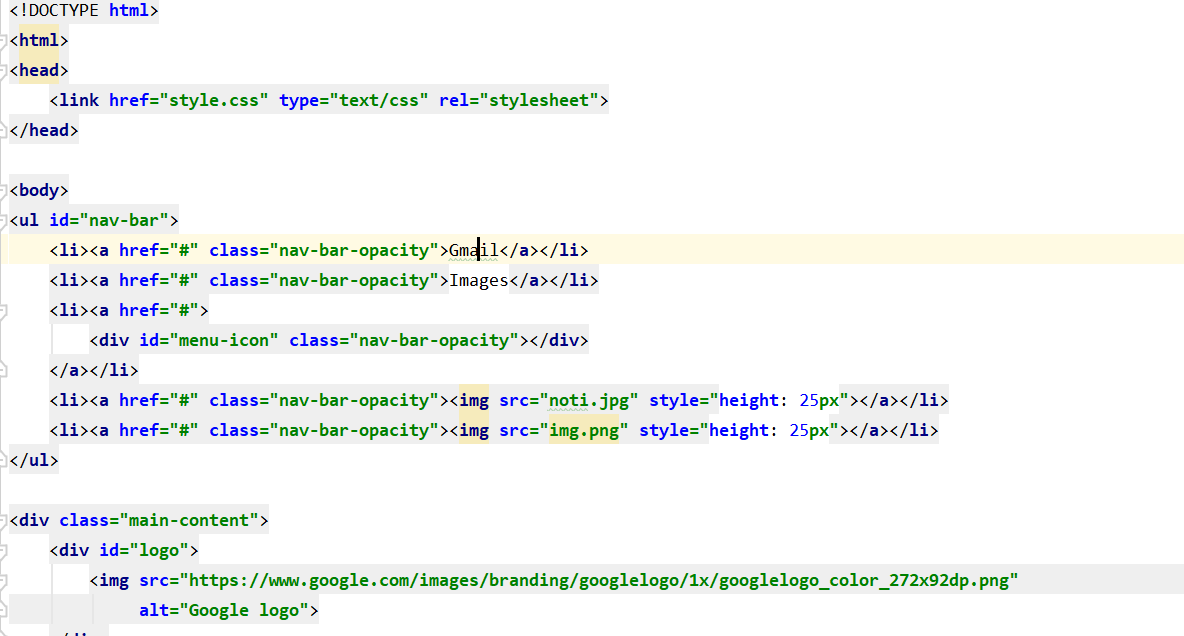 <!DOCTYPE html>
<html>
<head>
    <link href="style.css" type="text/css" rel="stylesheet">
</head>

<body>
<ul id="nav-bar">
    <li><a href="#" class="nav-bar-opacity">Gmail</a></li>
    <li><a href="#" class="nav-bar-opacity">Images</a></li>
    <li><a href="#">
        <div id="menu-icon" class="nav-bar-opacity"></div>
    </a></li>
    <li><a href="#" class="nav-bar-opacity"><img src="noti.jpg" style="height: 25px"></a></li>
    <li><a href="#" class="nav-bar-opacity"><img src="img.png" style="height: 25px"></a></li>
</ul>

<div class="main-content">
    <div id="logo">
        <img src="https://www.google.com/images/branding/googlelogo/1x/googlelogo_color_272x92dp.png"
             alt="Google logo">